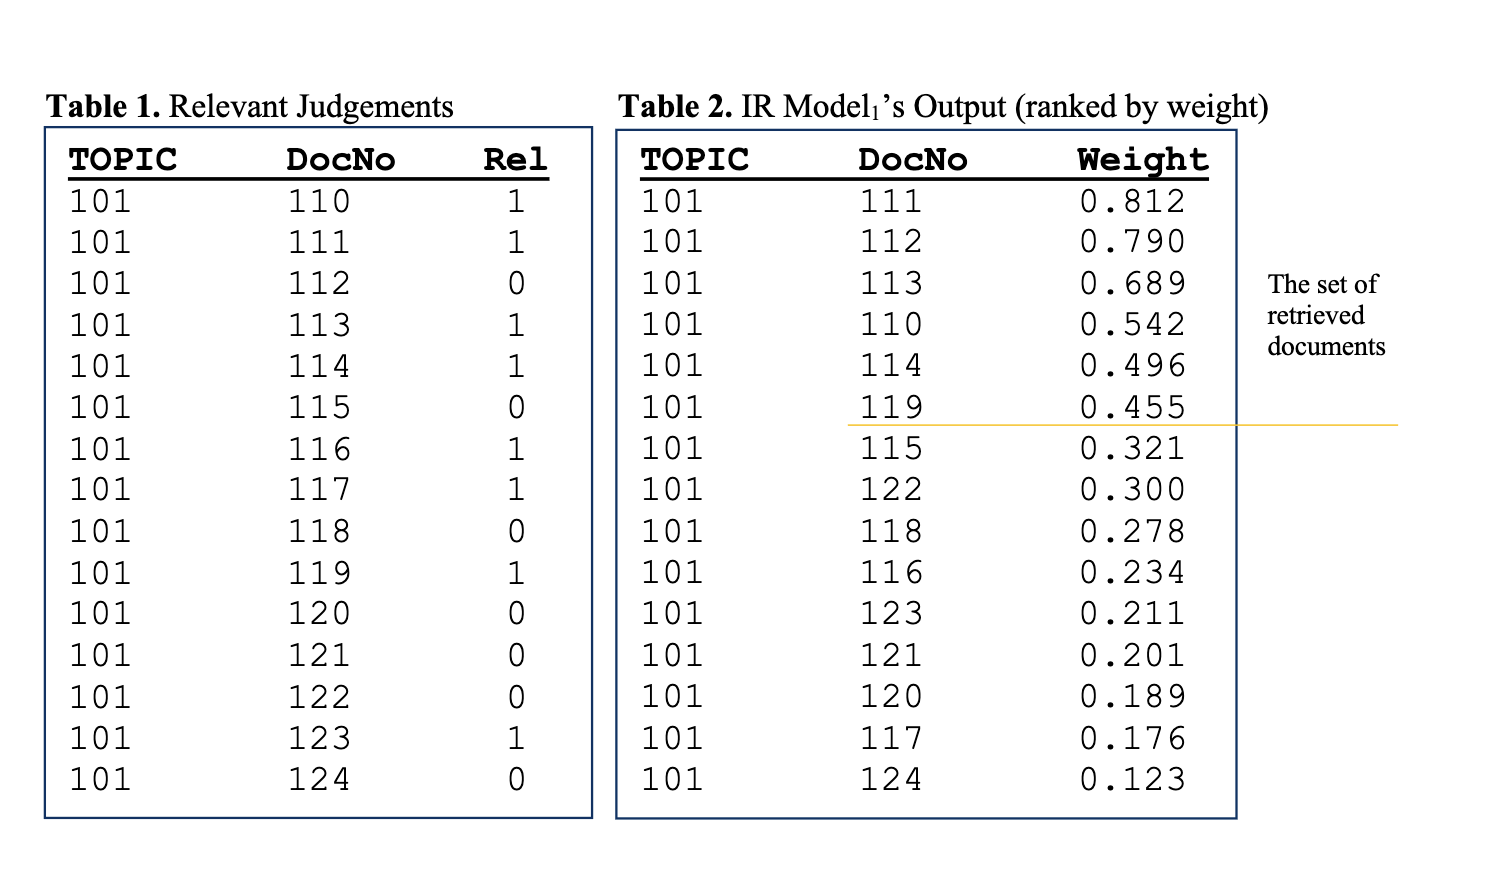 Table 1. Relevant Judgements
TOPIC DocNo Rel
101 110 1
101 111 1
101 112 0
101 113 1
101 114 1
101 115 0
101 116 1
101 117 1
101 118 0
101 119 1
101 120 0
101 121 0
101 122 0
101 123 1
101 124 0
Table 2. IR Model₁’s Output (ranked by weight)
TOPIC DocNo Weight
101 111 0.812
101 112 0.790
101 113 0.689
101 110 0.542
101 114 0.496
101 119 0.455
101 115 0.321
101 122 0.300
101 118 0.278
101 116 0.234
101 123 0.211
101 121 0.201
101 120 0.189
101 117 0.176
101 124 0.123
The set of
retrieved
documents